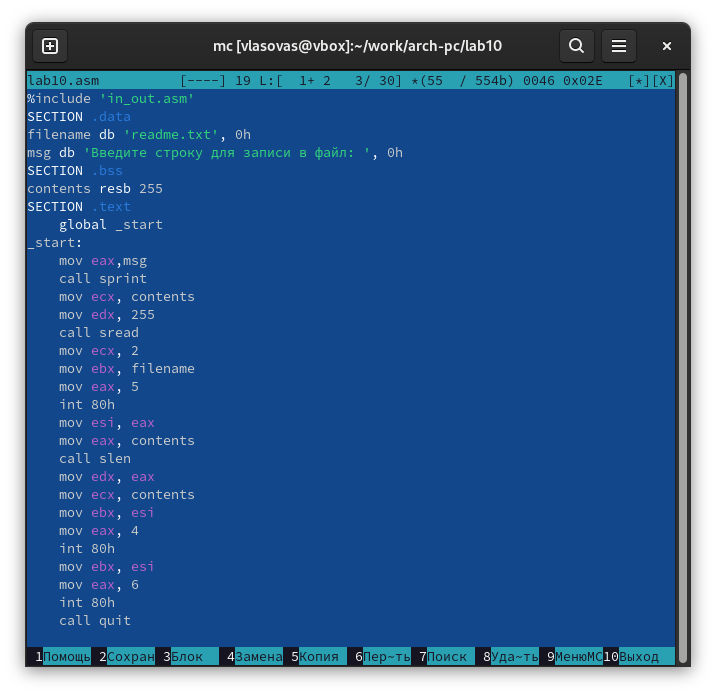 mc [vlasovas@vbox]:~/work/arch-pc/lab10
lab10.asm          [----] 19 L:[  1+ 2   3/ 30] *(55  / 554b) 0046 0x02E   [*][X]
%include 'in_out.asm'
SECTION .data
filename db 'readme.txt', 0h
msg db 'Введите строку для записи в файл: ', 0h
SECTION .bss
contents resb 255
SECTION .text
    global _start
_start:
    mov eax,msg
    call sprint
    mov ecx, contents
    mov edx, 255
    call sread
    mov ecx, 2
    mov ebx, filename
    mov eax, 5
    int 80h
    mov esi, eax
    mov eax, contents
    call slen
    mov edx, eax
    mov ecx, contents
    mov ebx, esi
    mov eax, 4
    int 80h
    mov ebx, esi
    mov eax, 6
    int 80h
    call quit
 1Помощь 2Сохран 3Блок   4Замена 5Копия  6Пер~ть 7Поиск  8Уда~ть 9МенюMC10Выход